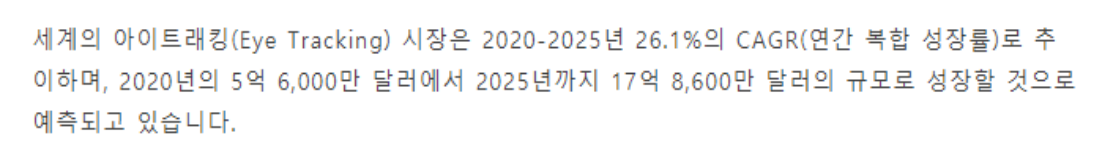 세계의 아이트래킹(Eye Tracking) 시장은 2020-2025년 26.1%의 CAGR(연간 복합 성장률)로 추
이하며, 2020년의 5억 6,000만 달러에서 2025년까지 17억 8,600만 달러의 규모로 성장할 것으로
예측되고 있습니다.